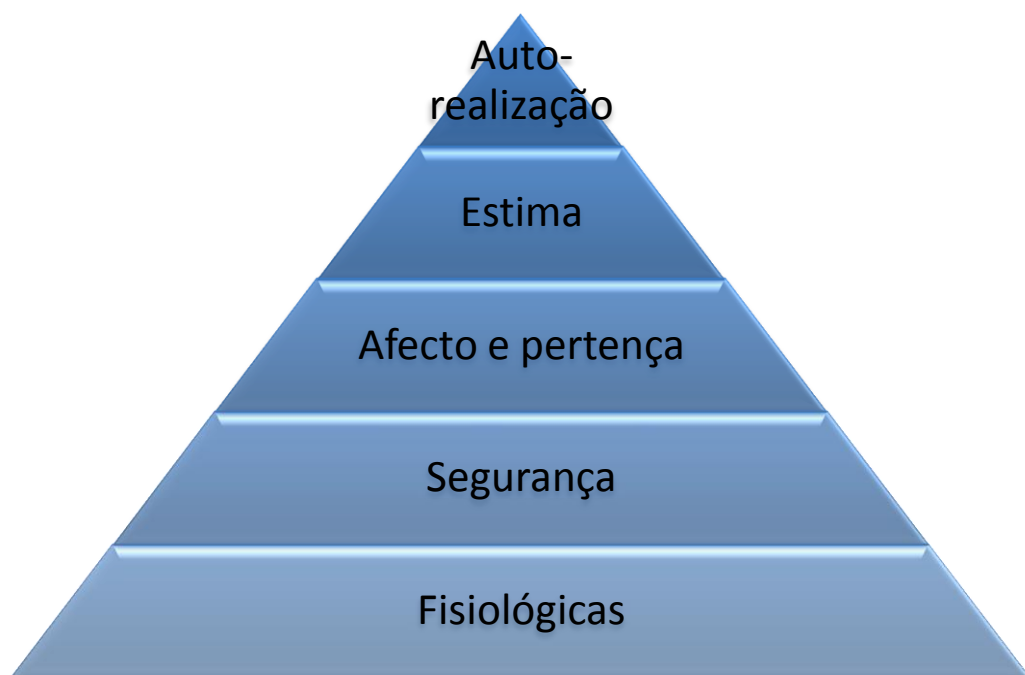 Auto-
realização
Estima
Afecto e pertença
Segurança
Fisiológicas